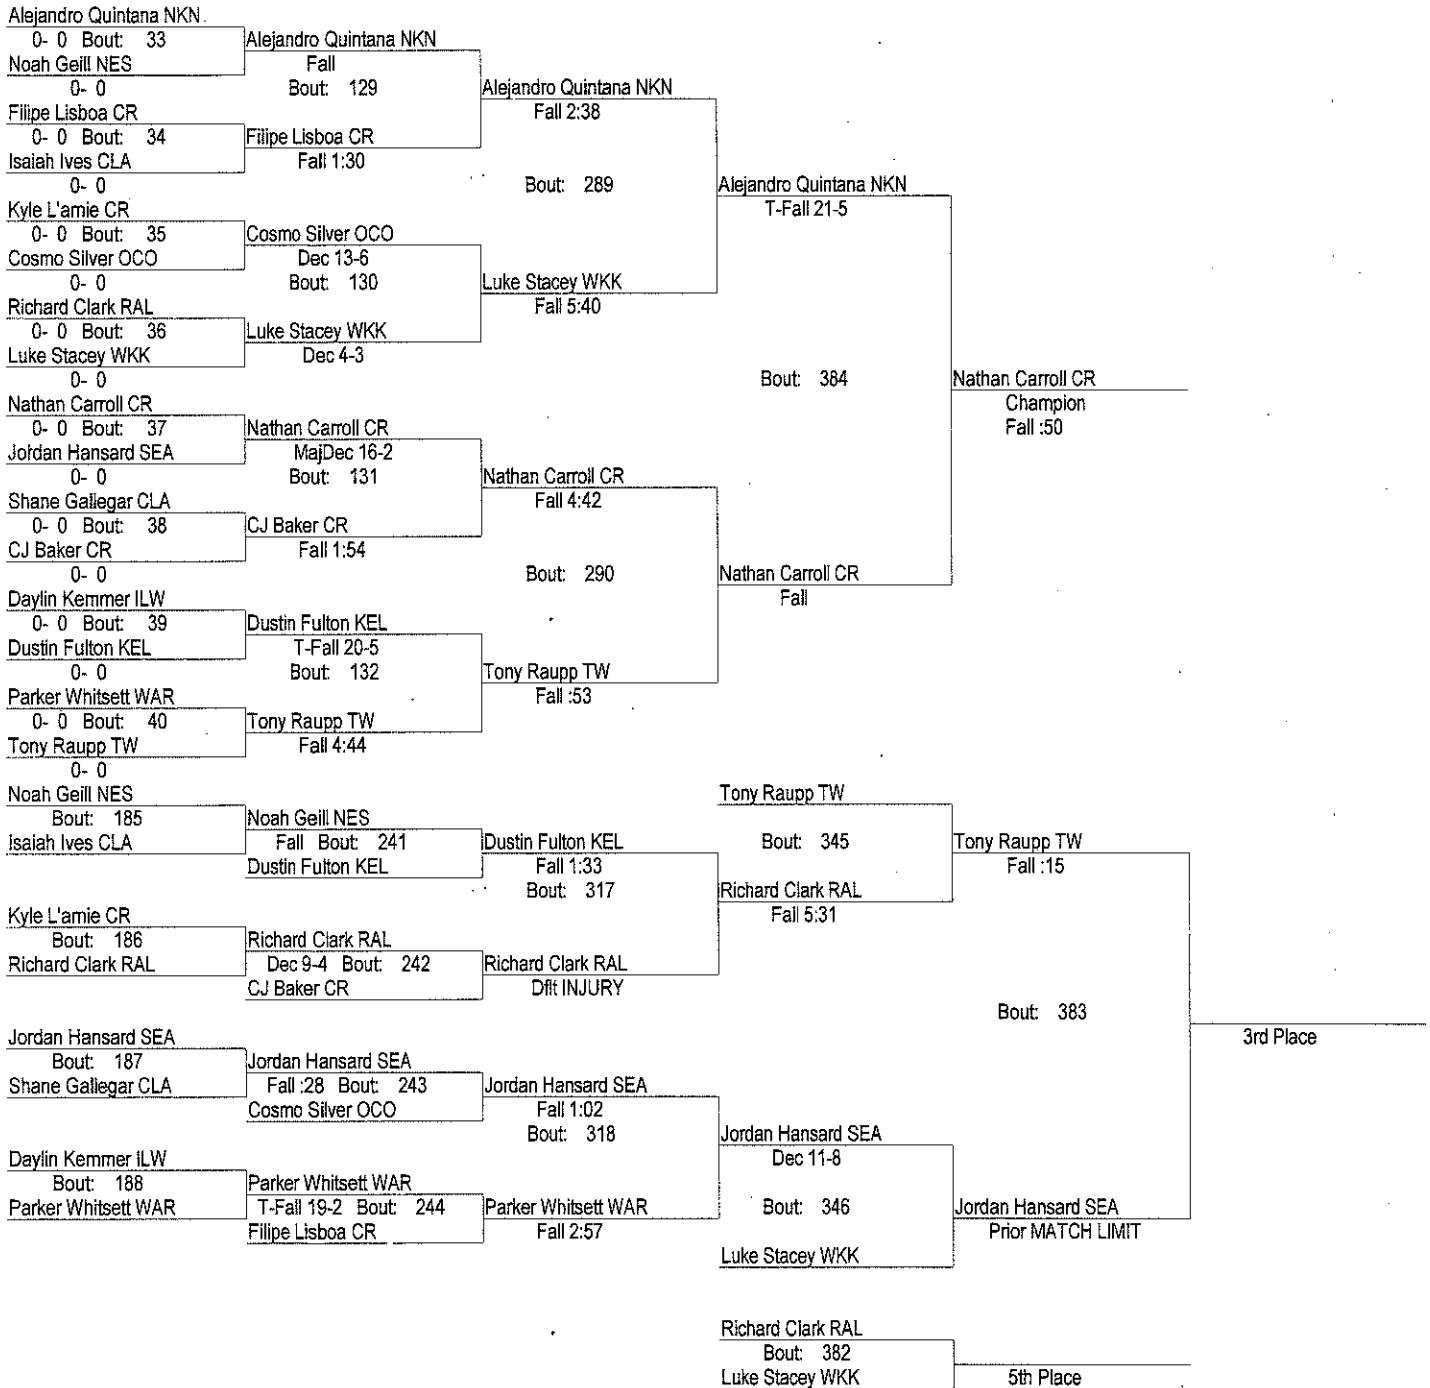 Alejandro Quintana NKN
0- 0 Bout: 33
Noah Geill NES
0- 0
Filipe Lisboa CR
0- 0 Bout: 34
Isaiah Ives CLA
0- 0
Kyle L'amie CR
0- 0 Bout: 35
Cosmo Silver OCO
0- 0
Richard Clark RAL
0- 0 Bout: 36
Luke Stacey WKK
0- 0
Nathan Carroll CR
0- 0 Bout: 37
Jordan Hansard SEA
0- 0
Shane Gallegar CLA
0- 0 Bout: 38
CJ Baker CR
0- 0
Daylin Kemmer ILW
0- 0 Bout: 39
Dustin Fulton KEL
0- 0
Parker Whitsett WAR
0- 0 Bout: 40
Tony Raupp TW
0- 0
Alejandro Quintana NKN
Fall
Bout: 129
Filipe Lisboa CR
Fall 1:30
Cosmo Silver OCO
Dec 13-6
Bout: 130
Luke Stacey WKK
Dec 4-3
Nathan Carroll CR
MajDec 16-2
Bout: 131
CJ Baker CR
Fall 1:54
Dustin Fulton KEL
T-Fall 20-5
Bout: 132
Tony Raupp TW
Fall 4:44
Alejandro Quintana NKN
Fall 2:38
Bout: 289
Luke Stacey WKK
Fall 5:40
Nathan Carroll CR
Fall 4:42
Bout: 290
Tony Raupp TW
Fall :53
Alejandro Quintana NKN
T-Fall 21-5
Bout: 384
Nathan Carroll CR
Fall
Nathan Carroll CR
Champion
Fall :50
Noah Geill NES
Bout: 185
Isaiah Ives CLA
Kyle L'amie CR
Bout: 186
Richard Clark RAL
Jordan Hansard SEA
Bout: 187
Shane Gallegar CLA
Daylin Kemmer ILW
Bout: 188
Parker Whitsett WAR
Noah Geill NES
Fall Bout: 241
Dustin Fulton KEL
Richard Clark RAL
Dec 9-4 Bout: 242
CJ Baker CR
Jordan Hansard SEA
Fall :28 Bout: 243
Cosmo Silver OCO
Parker Whitsett WAR
T-Fall 19-2 Bout: 244
Filipe Lisboa CR
Dustin Fulton KEL
Fall 1:33
Bout: 317
Richard Clark RAL
Dflt INJURY
Jordan Hansard SEA
Fall 1:02
Bout: 318
Parker Whitsett WAR
Fall 2:57
Tony Raupp TW
Bout: 345
Richard Clark RAL
Fall 5:31
Jordan Hansard SEA
Dec 11-8
Bout: 346
Luke Stacey WKK
Tony Raupp TW
Fall :15
Bout: 383
Jordan Hansard SEA
Prior MATCH LIMIT
3rd Place
Richard Clark RAL
Bout: 382
Luke Stacey WKK
5th Place